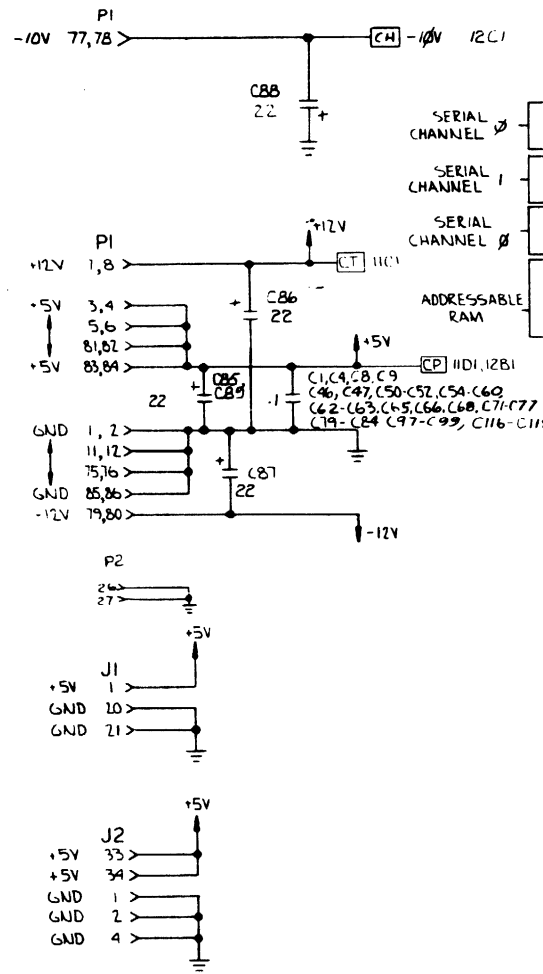 P1
-10V 77,78 CH -10V 12C1
C88
22 +
SERIAL
CHANNEL Ø
SERIAL
CHANNEL 1
SERIAL
CHANNEL Ø
ADDRESSABLE
RAM
P1
+12V
+12V 7,8 CT 11C1
+5V 3,4
5,6
81,82
+5V 83,84
+ C86
22
+5V
CP 11D1, 12B1
+ C85,
C89
22
.1
C1, C4, C8, C9
C46, C47, C50-C52, C54-C60,
C62-C63, C65, C66, C68, C71-C77
C79-C84 C97-C99, C116-
GND 1, 2
11,12
75,76
GND 85,86
-12V 79,80
+ C87
22
-12V
P2
26
27
+5V
J1
+5V 1
GND 20
GND 21
+5V
J2
+5V 33
+5V 34
GND 1
GND 2
GND 4